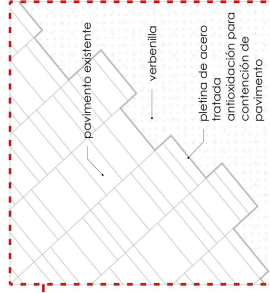 pavimento existente
verbenilla
pletina de acero
tratada
antioxidación para
contención de
pavimento